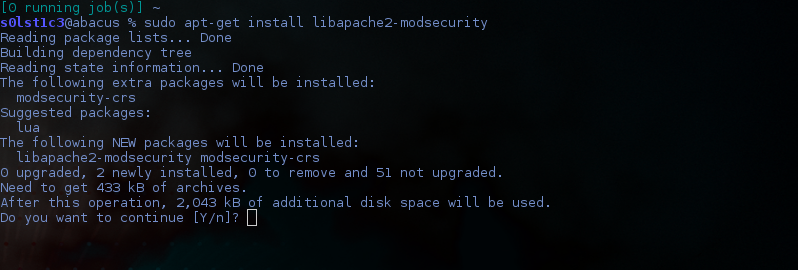 [0 running job(s)] ~
s0lst1c3@abacus % sudo apt-get install libapache2-modsecurity
Reading package lists... Done
Building dependency tree
Reading state information... Done
The following extra packages will be installed:
  modsecurity-crs
Suggested packages:
  lua
The following NEW packages will be installed:
  libapache2-modsecurity modsecurity-crs
0 upgraded, 2 newly installed, 0 to remove and 51 not upgraded.
Need to get 433 kB of archives.
After this operation, 2,043 kB of additional disk space will be used.
Do you want to continue [Y/n]?